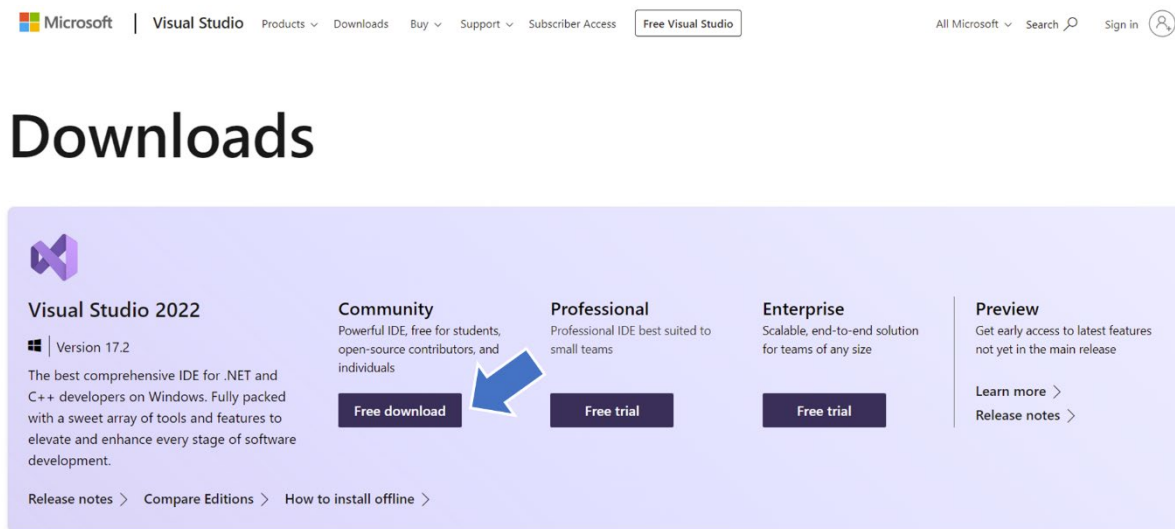 Microsoft Visual Studio Products Downloads Buy Support Subscriber Access Free Visual Studio All Microsoft Search Sign in
Downloads
Visual Studio 2022
Version 17.2
The best comprehensive IDE for .NET and
C++ developers on Windows. Fully packed
with a sweet array of tools and features to
elevate and enhance every stage of software
development.
Community
Powerful IDE, free for students,
open-source contributors, and
individuals
Free download
Professional
Professional IDE best suited to
small teams
Free trial
Enterprise
Scalable, end-to-end solution
for teams of any size
Free trial
Preview
Get early access to latest features
not yet in the main release
Learn more
Release notes
Release notes Compare Editions How to install offline